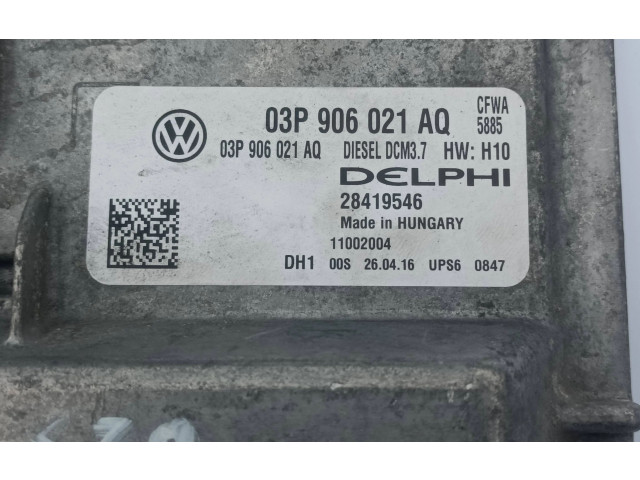 03P 906 021 AQ CFWA
5885
03P 906 021 AQ DIESEL DCM3.7 HW: H10
DELPHI
28419546
Made in HUNGARY
11002004
DH1 00S 26.04.16 UPS6 0847